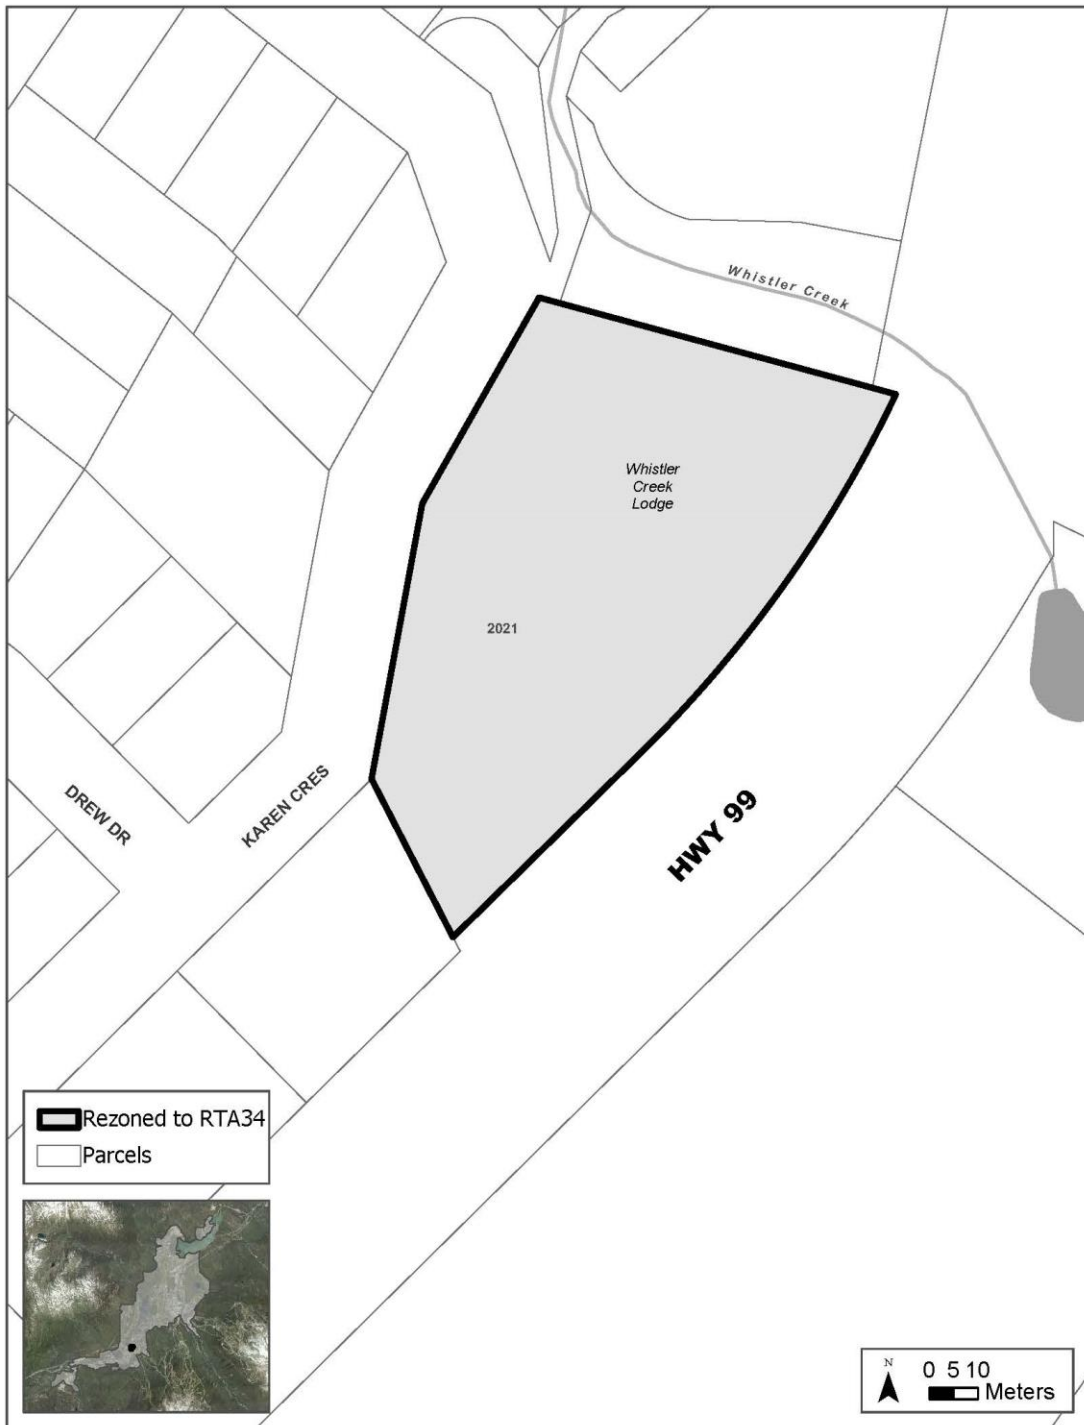 Whistler Creek
Whistler
Creek
Lodge
2021
DREW DR
KAREN CRES
HWY 99
Rezoned to RTA34
Parcels
N
0 5 10
Meters